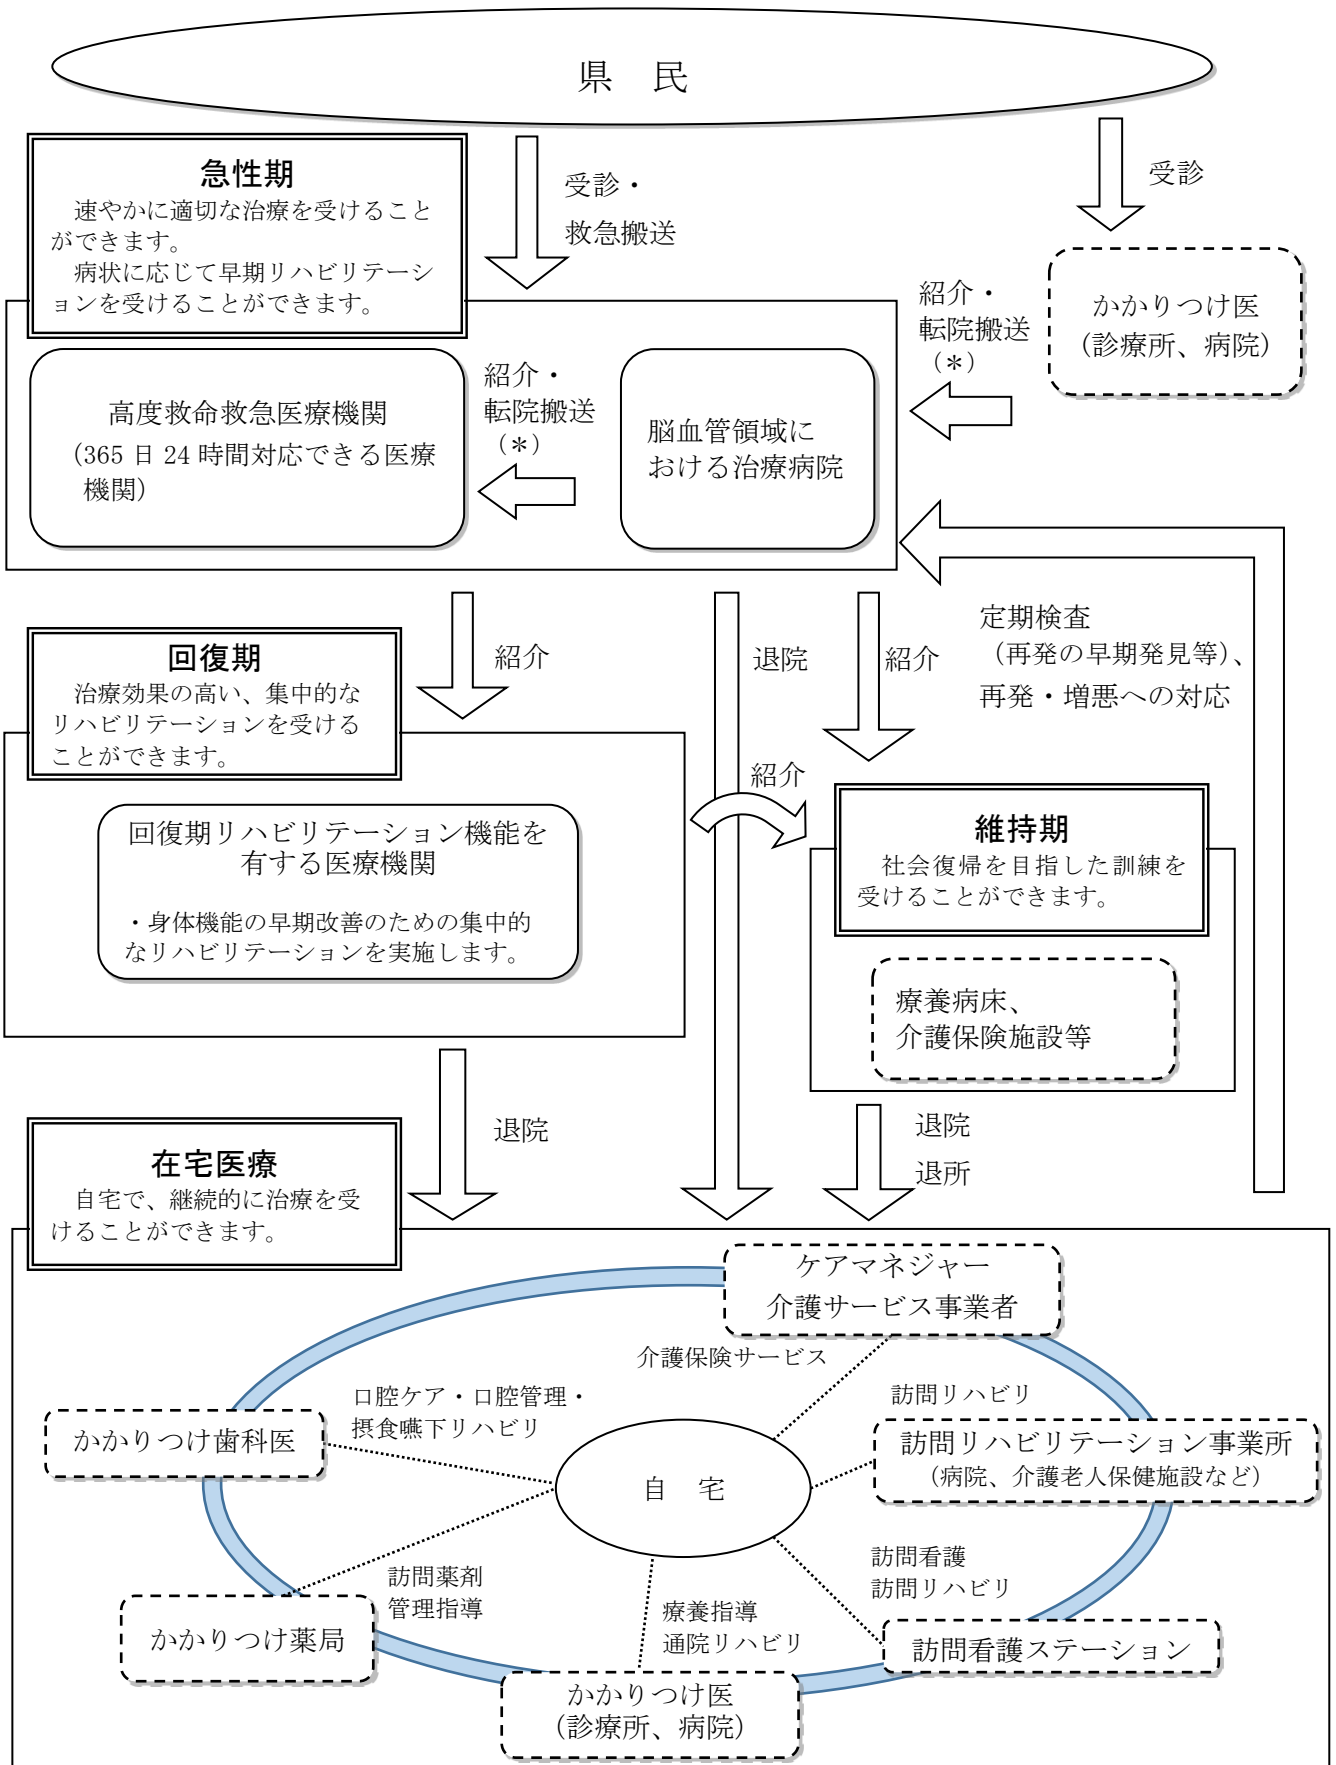 県　民
急性期
速やかに適切な治療を受けること
ができます。
病状に応じて早期リハビリテーシ
ョンを受けることができます。
受診・
救急搬送
受診
かかりつけ医
（診療所、病院）
紹介・
転院搬送
（＊）
高度救命救急医療機関
（365 日 24 時間対応できる医療
機関）
紹介・
転院搬送
（＊）
脳血管領域に
おける治療病院
紹介
退院
紹介
定期検査
（再発の早期発見等）、
再発・増悪への対応
回復期
治療効果の高い、集中的な
リハビリテーションを受ける
ことができます。
回復期リハビリテーション機能を
有する医療機関
・身体機能の早期改善のための集中的
なリハビリテーションを実施します。
紹介
維持期
社会復帰を目指した訓練を
受けることができます。
療養病床、
介護保険施設等
退院
退院
退所
在宅医療
自宅で、継続的に治療を受
けることができます。
ケアマネジャー
介護サービス事業者
介護保険サービス
口腔ケア・口腔管理・
摂食嚥下リハビリ
訪問リハビリ
かかりつけ歯科医
訪問リハビリテーション事業所
（病院、介護老人保健施設など）
自　宅
訪問薬剤
管理指導
訪問看護
訪問リハビリ
療養指導
通院リハビリ
かかりつけ薬局
訪問看護ステーション
かかりつけ医
（診療所、病院）